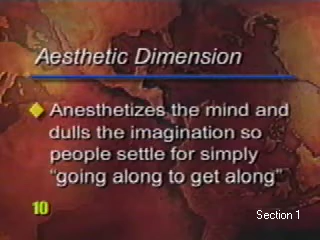 Aesthetic Dimension
Anesthetizes the mind and
dulls the imagination so
people settle for simply
"going along to get along"
10
Section 1